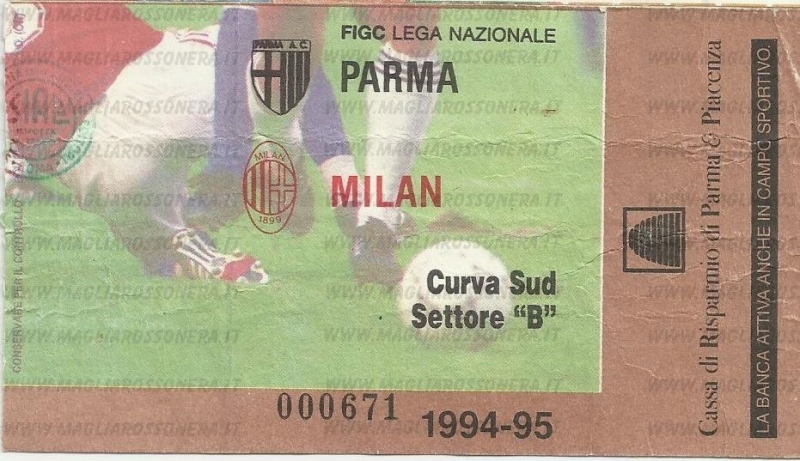 FIGC LEGA NAZIONALE
PARMA A.C.
PARMA
MILAN
1899
MILAN
Curva Sud
Settore "B"
000671
1994-95
CONSERVARE PER IL CONTROLLO
Cassa di Risparmio di Parma & Piacenza
LA BANCA ATTIVA ANCHE IN CAMPO SPORTIVO.
WWW.MAGLIAROSSONERA.IT